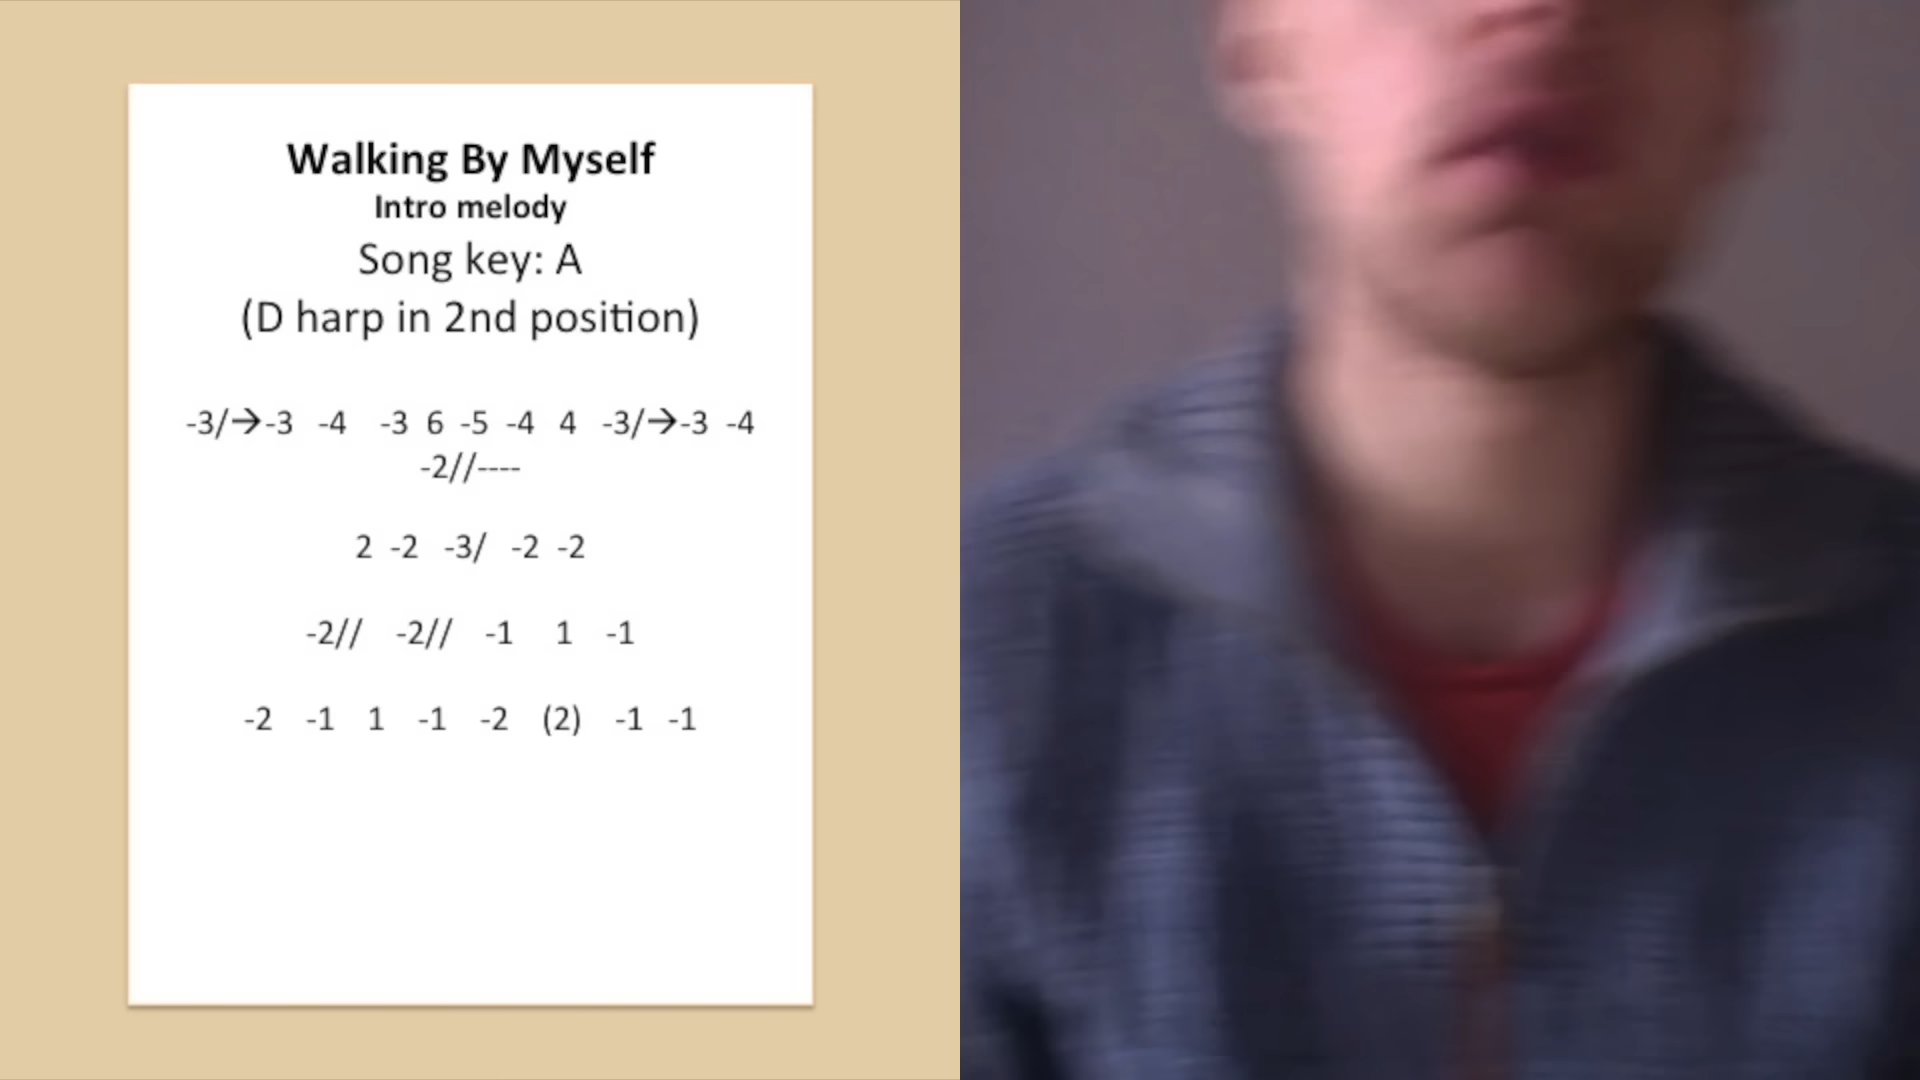 Walking By Myself
Intro melody
Song key: A
(D harp in 2nd position)
-3/→-3 -4 -3 6 -5 -4 4 -3/→-3 -4
-2//----
2 -2 -3/ -2 -2
-2// -2// -1 1 -1
-2 -1 1 -1 -2 (2) -1 -1